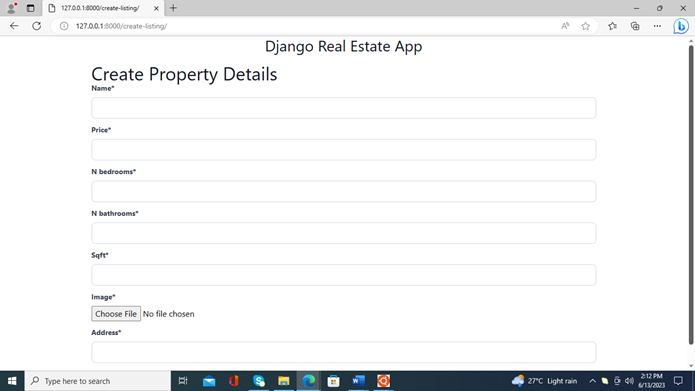 127.0.0.1:8000/create-listing/
127.0.0.1:8000/create-listing/
Django Real Estate App
Create Property Details
Name*
Price*
N bedrooms*
N bathrooms*
Sqft*
Image*
Choose File No file chosen
Address*
Type here to search
27°C Light rain
2:12 PM
6/13/2023